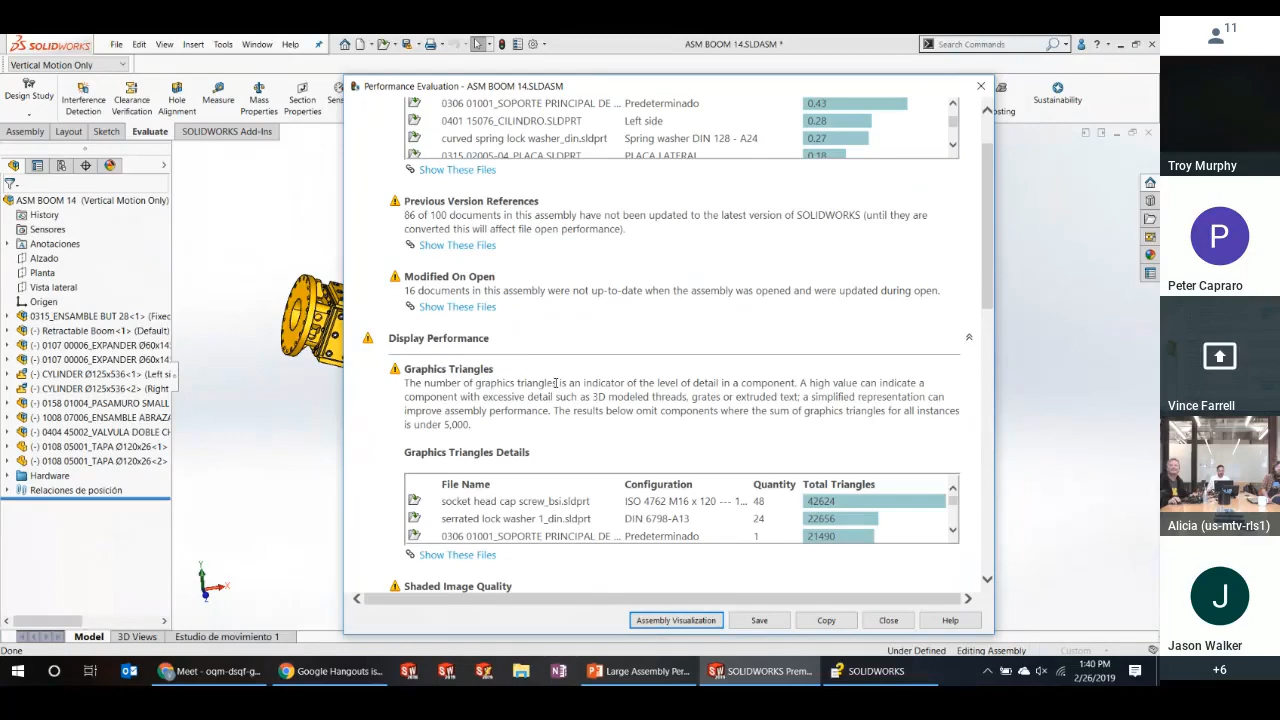 SOLIDWORKS
File
Edit
View
Insert
Tools
Window
Help
ASM BOOM 14.SLDASM *
Search Commands
Vertical Motion Only
Design Study
Interference Detection
Clearance Verification
Hole Alignment
Measure
Mass Properties
Section Properties
Sustainability
Assembly
Layout
Sketch
Evaluate
SOLIDWORKS Add-Ins
ASM BOOM 14 (Vertical Motion Only)
History
Sensores
Anotaciones
Alzado
Planta
Vista lateral
Origen
0315_ENSAMBLE BUT 28<1> (Fixec
(-) Retractable Boom<1> (Default)
(-) 0107 00006_EXPANDER Ø60x14
(-) 0107 00006_EXPANDER Ø60x14
(-) CYLINDER Ø125x536<1> (Left si
(-) CYLINDER Ø125x536<2> (Right
(-) 0158 01004_PASAMURO SMALL
(-) 1008 07006_ENSAMBLE ABRAZA
(-) 0404 45002_VALVULA DOBLE CH
(-) 0108 05001_TAPA Ø120x26<1>
(-) 0108 05001_TAPA Ø120x26<2>
Hardware
Relaciones de posición
Performance Evaluation - ASM BOOM 14.SLDASM
0306 01001_SOPORTE PRINCIPAL DE ... Predeterminado 0.43
0401 15076_CILINDRO.SLDPRT Left side 0.28
curved spring lock washer_din.sldprt Spring washer DIN 128 - A24 0.27
0315 02005-04 PLACA.SLDPRT PLACA LATERAL 0.18
Show These Files
Previous Version References
86 of 100 documents in this assembly have not been updated to the latest version of SOLIDWORKS (until they are
converted this will affect file open performance).
Show These Files
Modified On Open
16 documents in this assembly were not up-to-date when the assembly was opened and were updated during open.
Show These Files
Display Performance
Graphics Triangles
The number of graphics triangles is an indicator of the level of detail in a component. A high value can indicate a
component with excessive detail such as 3D modeled threads, grates or extruded text; a simplified representation can
improve assembly performance. The results below omit components where the sum of graphics triangles for all instances
is under 5,000.
Graphics Triangles Details
File Name Configuration Quantity Total Triangles
socket head cap screw_bsi.sldprt ISO 4762 M16 x 120 --- 1... 48 42624
serrated lock washer 1_din.sldprt DIN 6798-A13 24 22656
0306 01001_SOPORTE PRINCIPAL DE ... Predeterminado 1 21490
Show These Files
Shaded Image Quality
Assembly Visualization
Save
Copy
Close
Help
Model
3D Views
Estudio de movimiento 1
Done
Under Defined
Editing Assembly
Custom
Meet - oqm-dsqf-g...
Google Hangouts is...
Large Assembly Per...
SOLIDWORKS Prem...
SOLIDWORKS
1:40 PM
2/26/2019
11
Troy Murphy
P
Peter Capraro
Vince Farrell
Alicia (us-mtv-rls1)
J
Jason Walker
+6